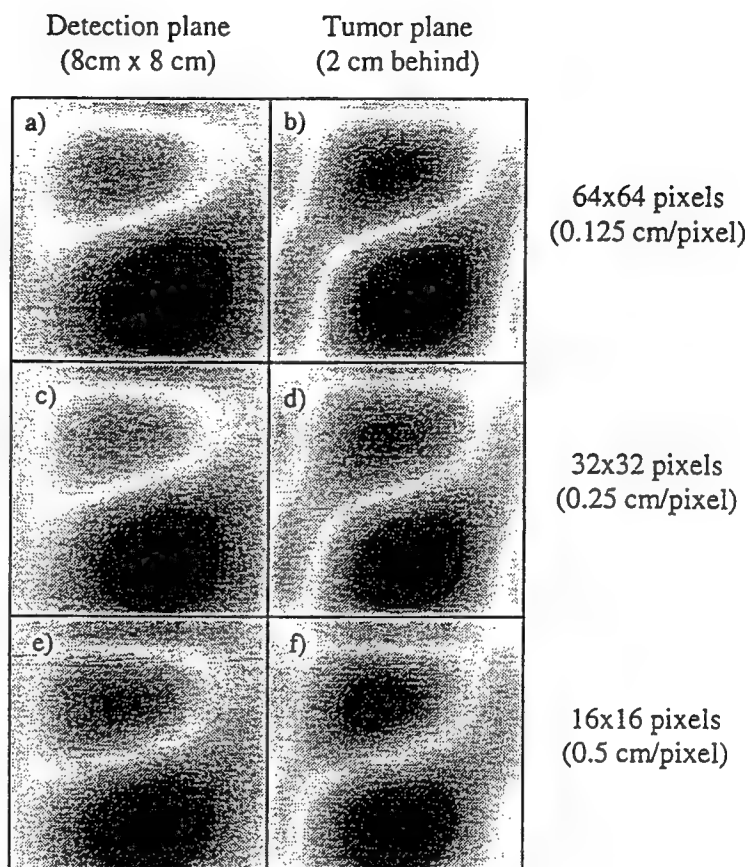 Detection plane
(8cm x 8 cm)
Tumor plane
(2 cm behind)
a)
b)
64x64 pixels
(0.125 cm/pixel)
c)
d)
32x32 pixels
(0.25 cm/pixel)
e)
f)
16x16 pixels
(0.5 cm/pixel)